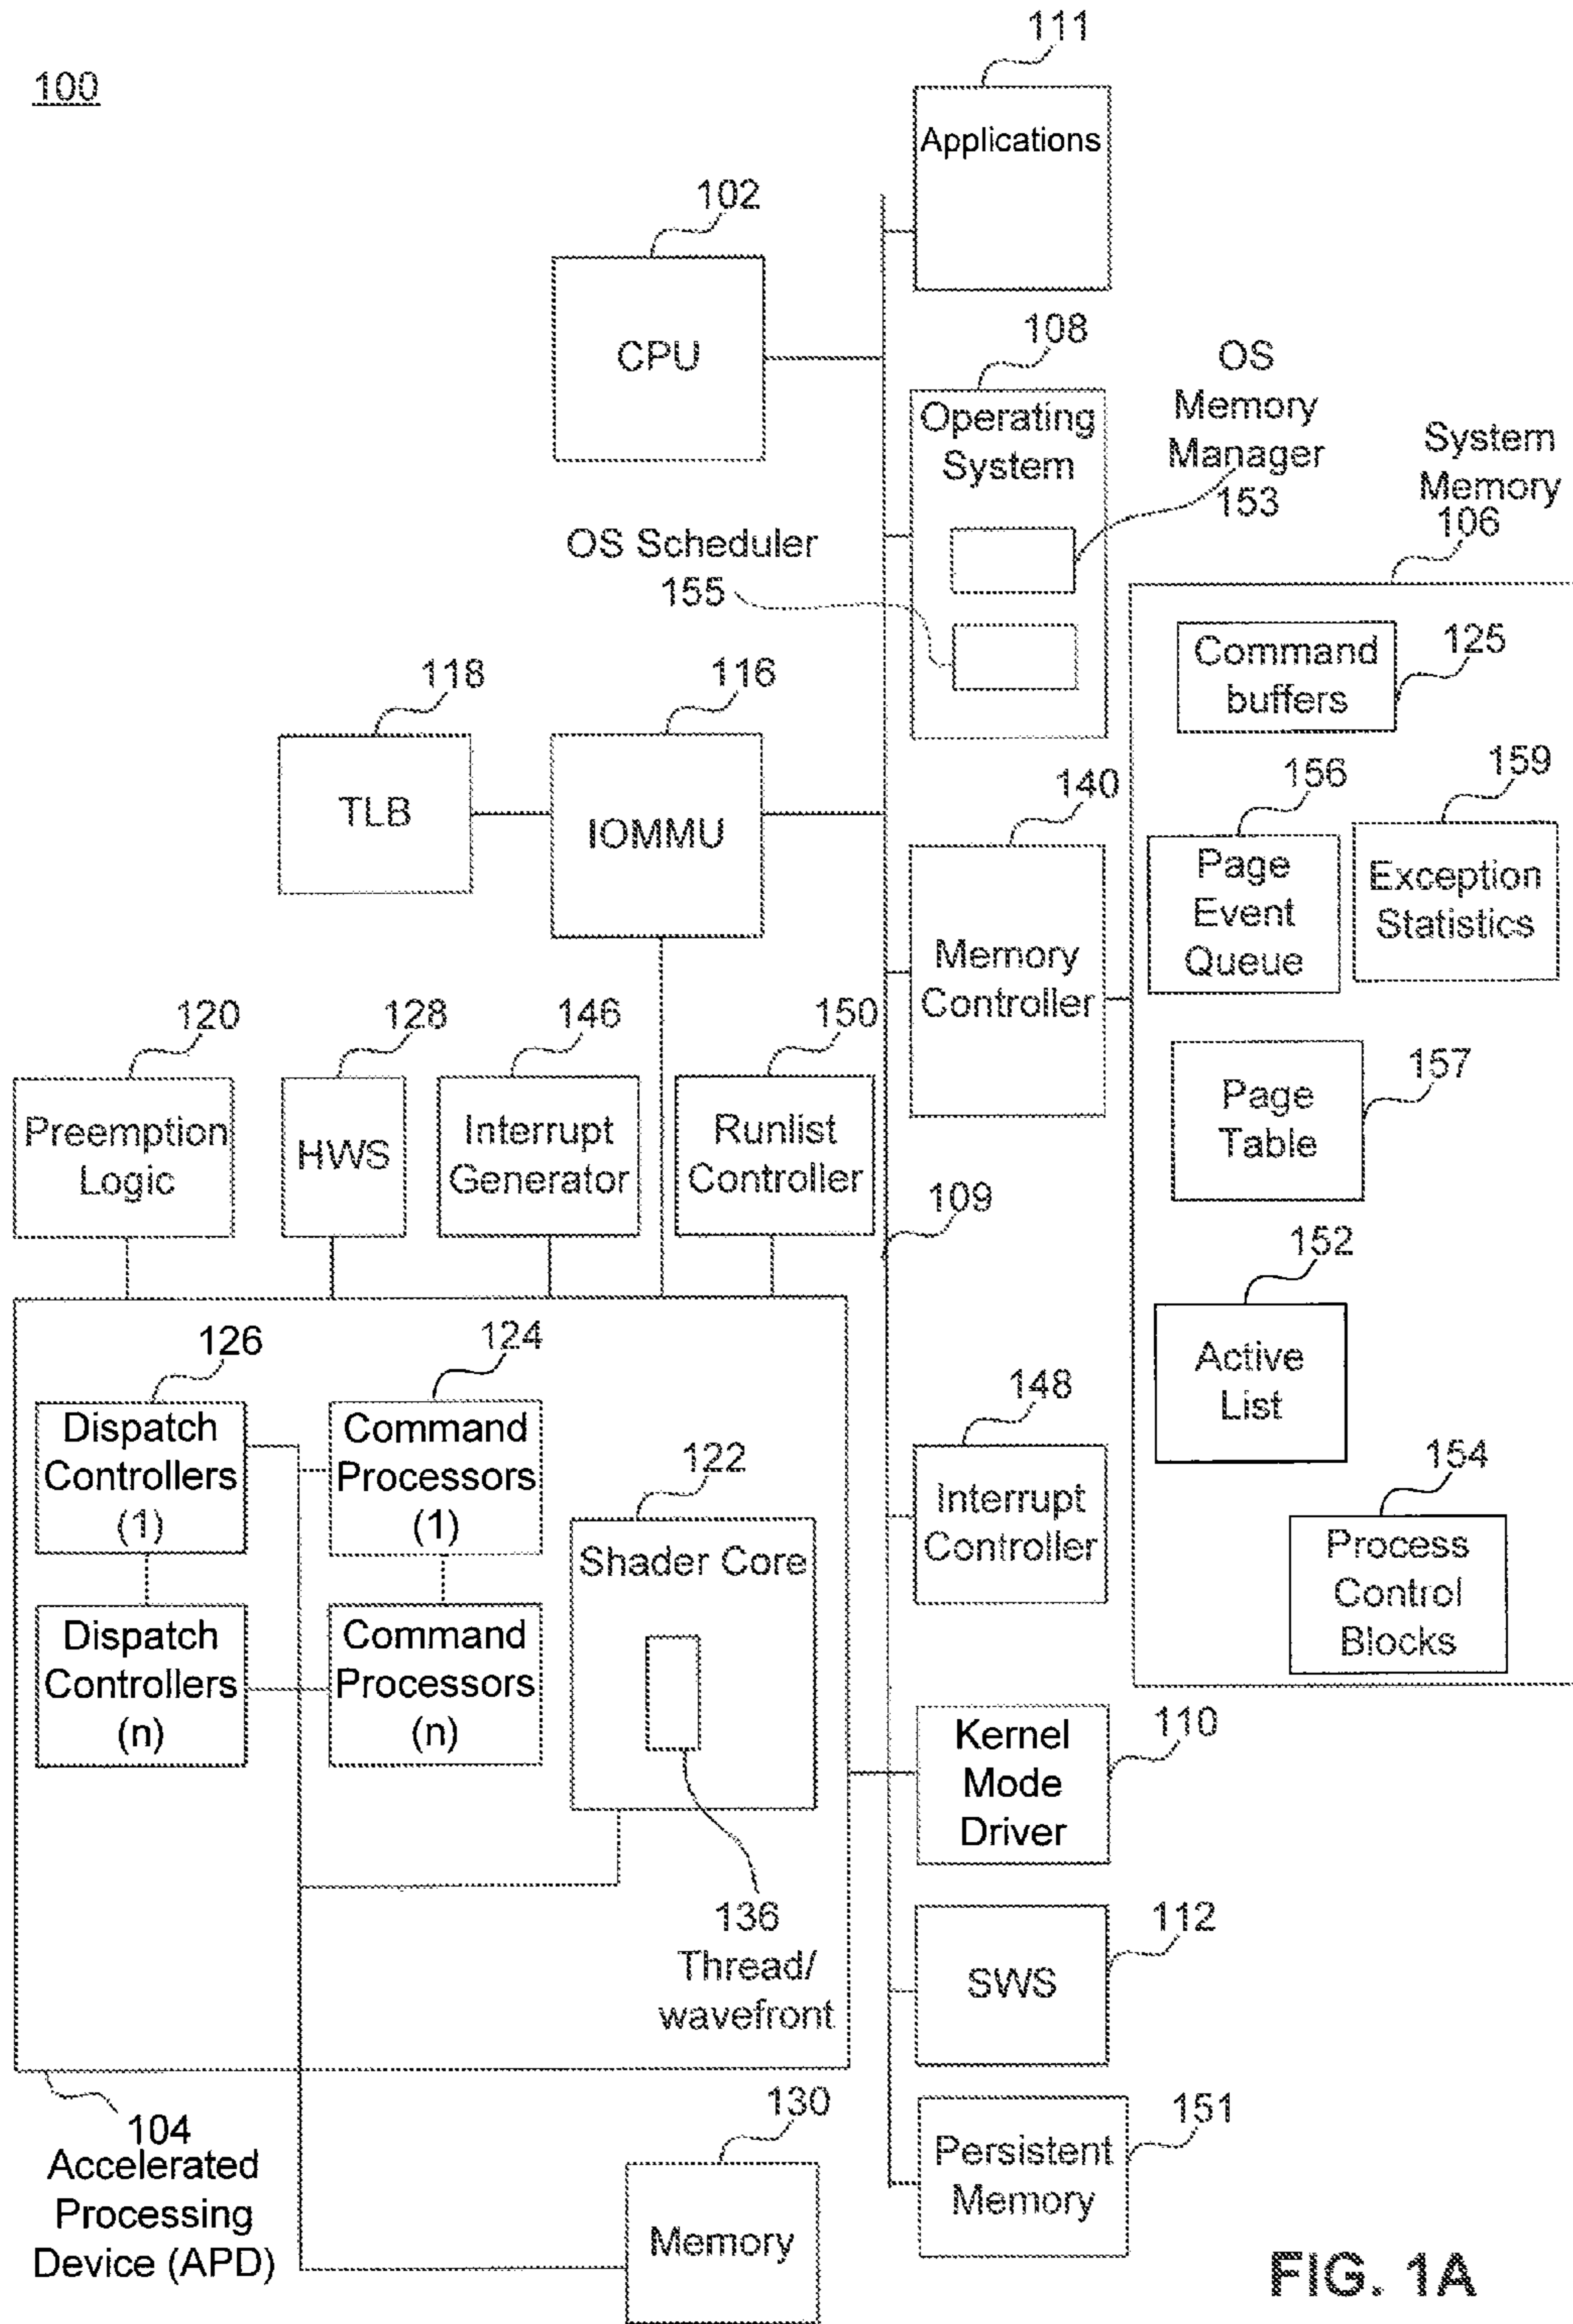 111
100
Applications
102
CPU
108
Operating
System
OS
Memory
Manager
153
System
Memory
106
OS Scheduler
155
Command
buffers
125
118
116
TLB
IOMMU
140
Memory
Controller
156
Page
Event
Queue
159
Exception
Statistics
120
128
146
150
Preemption
Logic
HWS
Interrupt
Generator
Runlist
Controller
109
Page
Table
157
152
Active
List
126
124
Dispatch
Controllers
(1)
Command
Processors
(1)
122
Shader Core
Dispatch
Controllers
(n)
Command
Processors
(n)
136
Thread/
wavefront
148
Interrupt
Controller
154
Process
Control
Blocks
Kernel
Mode
Driver
110
SWS
112
104
Accelerated
Processing
Device (APD)
130
Memory
Persistent
Memory
151
FIG. 1A